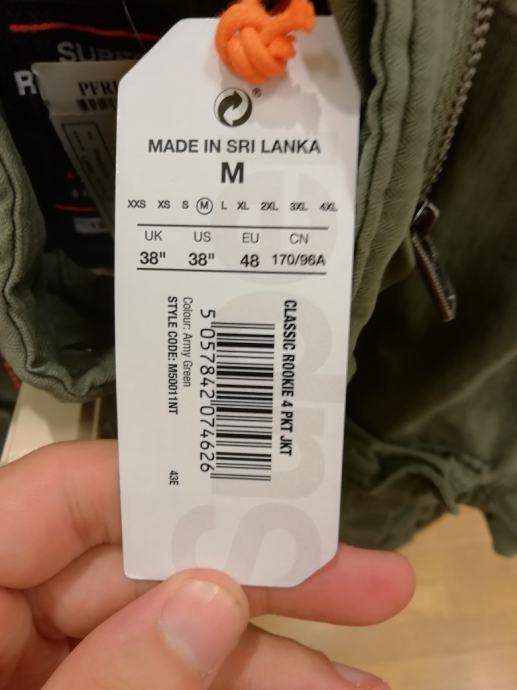 SUPER
R
®
MADE IN SRI LANKA
M
XXS XS S M L XL 2XL 3XL 4XL
UK US EU CN
38" 38" 48 170/96A
CLASSIC ROOKIE 4 PKT JKT
5 057842 074626
Colour: Army Green
STYLE CODE: M50011NT
43E